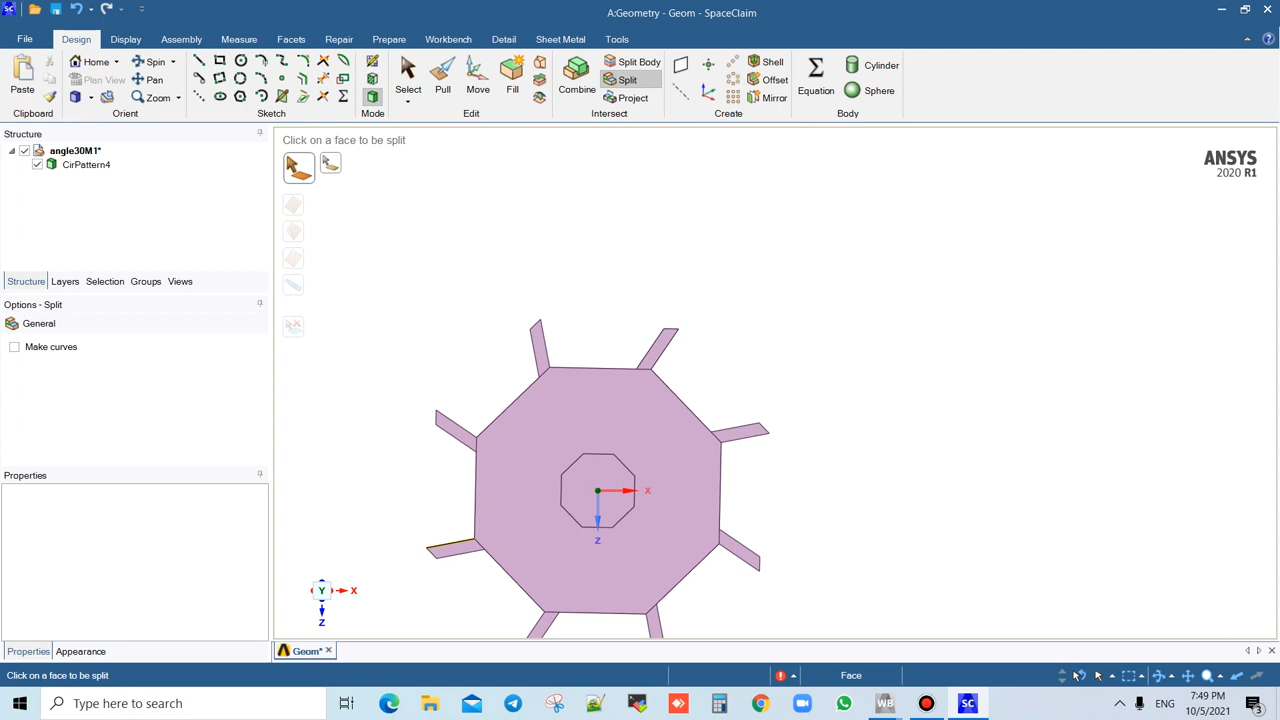 A:Geometry - Geom - SpaceClaim
File Design Display Assembly Measure Facets Repair Prepare Workbench Detail Sheet Metal Tools
Home Spin Split Body Shell Cylinder
Plan View Pan Split Offset
Paste Zoom Select Pull Move Fill Combine Project Mirror Equation Sphere
Clipboard Orient Sketch Mode Edit Intersect Create Body
Structure
angle30M1*
CirPattern4
Structure Layers Selection Groups Views
Options - Split
General
Make curves
Properties
Properties Appearance
Click on a face to be split
ANSYS
2020 R1
X
Z
Y X
Z
Geom*
Click on a face to be split Face
Type here to search
WB SC ENG 7:49 PM
10/5/2021 3